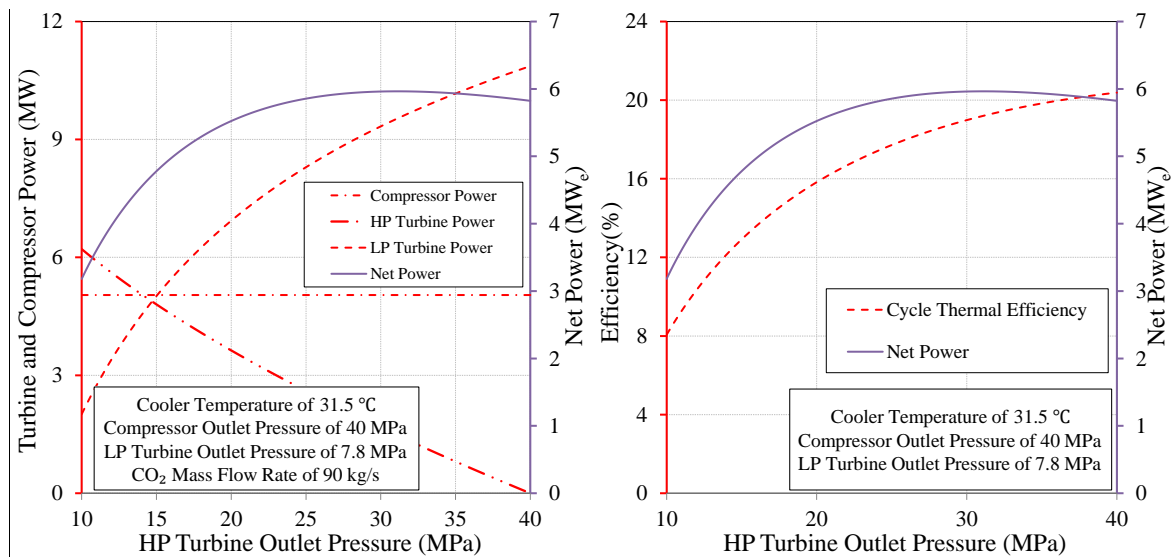 12
9
6
3
0
Turbine and Compressor Power (MW)
7
6
5
4
3
2
1
0
Net Power (MWₑ)
Compressor Power
HP Turbine Power
LP Turbine Power
Net Power
Cooler Temperature of 31.5 ℃
Compressor Outlet Pressure of 40 MPa
LP Turbine Outlet Pressure of 7.8 MPa
CO₂ Mass Flow Rate of 90 kg/s
10 15 20 25 30 35 40
HP Turbine Outlet Pressure (MPa)
24
20
16
12
8
4
0
Efficiency(%)
7
6
5
4
3
2
1
0
Net Power (MWₑ)
Cycle Thermal Efficiency
Net Power
Cooler Temperature of 31.5 ℃
Compressor Outlet Pressure of 40 MPa
LP Turbine Outlet Pressure of 7.8 MPa
10 20 30 40
HP Turbine Outlet Pressure (MPa)